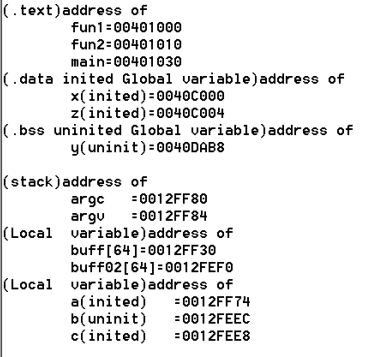 (.text)address of
fun1=00401000
fun2=00401010
main=00401030
(.data inited Global variable)address of
x(inited)=0040C000
z(inited)=0040C004
(.bss uninited Global variable)address of
y(uninit)=0040DAB8
(stack)address of
argc =0012FF80
argv =0012FF84
(Local variable)address of
buff[64]=0012FF30
buff02[64]=0012FEF0
(Local variable)address of
a(inited) =0012FF74
b(uninit) =0012FEEC
c(inited) =0012FEE8